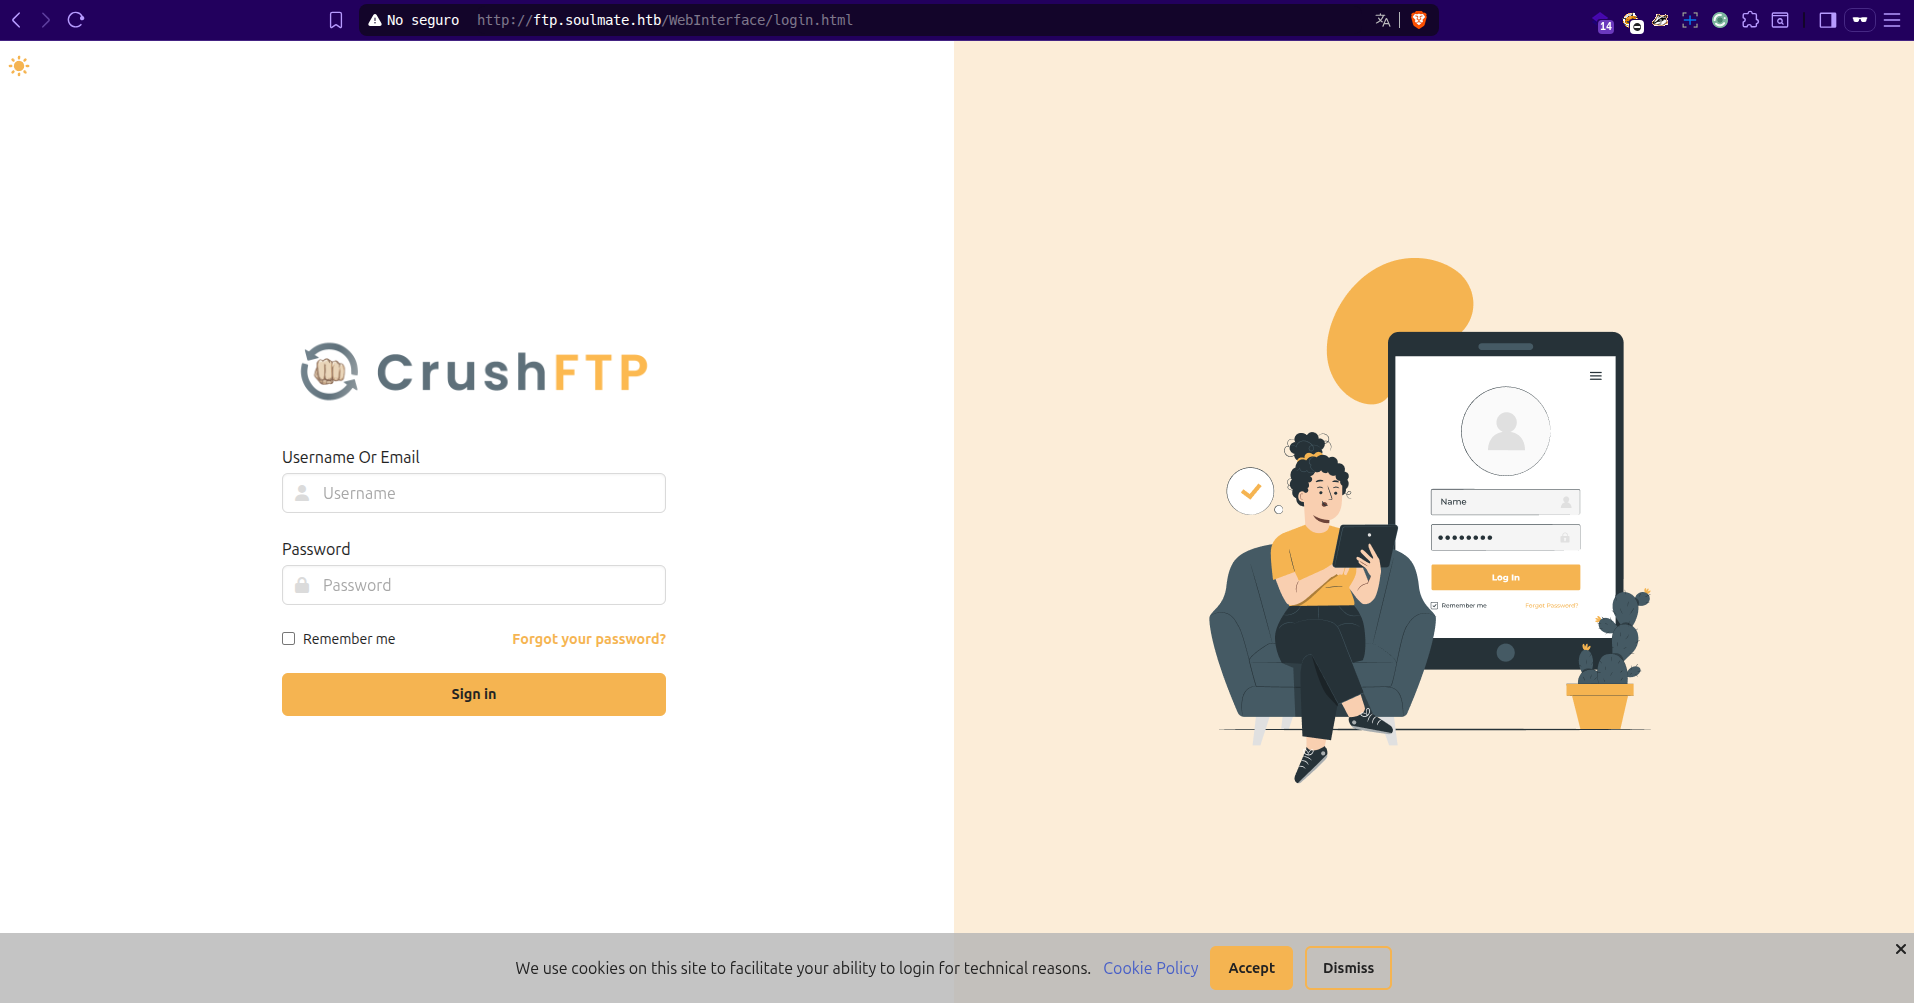 No seguro http://ftp.soulmate.htb/WebInterface/login.html
14
CrushFTP
Username Or Email
Username
Password
Password
Remember me Forgot your password?
Sign in
Name
Log In
Remember me Forgot Password?
We use cookies on this site to facilitate your ability to login for technical reasons. Cookie Policy Accept Dismiss